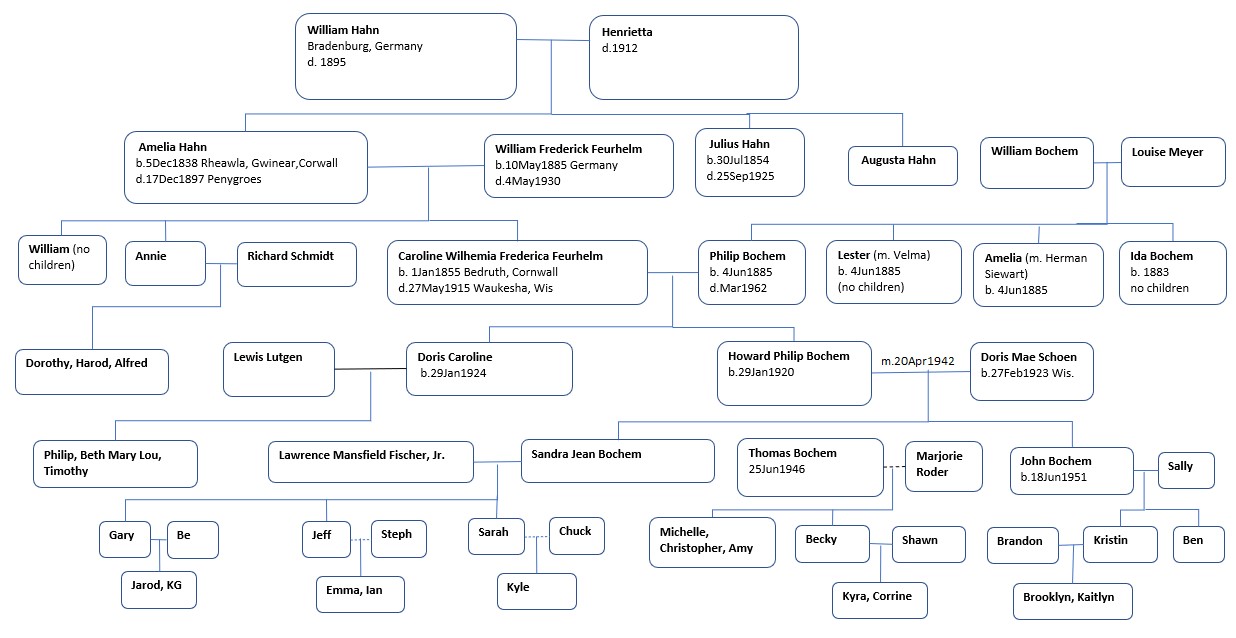 William Hahn
Bradenburg, Germany
d. 1895
Henrietta
d.1912
Amelia Hahn
b.5Dec1838 Rheawla, Gwinear,Corwall
d.17Dec1897 Penygroes
William Frederick Feurhelm
b.10May1885 Germany
d.4May1930
Julius Hahn
b.30Jul1854
d.25Sep1925
Augusta Hahn
William Bochem
Louise Meyer
William (no
children)
Annie
Richard Schmidt
Caroline Wilhemia Frederica Feurhelm
b. 1Jan1855 Bedruth, Cornwall
d.27May1915 Waukesha, Wis
Philip Bochem
b. 4Jun1885
d.Mar1962
Lester (m. Velma)
b. 4Jun1885
(no children)
Amelia (m. Herman
Siewart)
b. 4Jun1885
Ida Bochem
b. 1883
no children
Dorothy, Harod, Alfred
Lewis Lutgen
Doris Caroline
b.29Jan1924
Howard Philip Bochem
b.29Jan1920
m.20Apr1942
Doris Mae Schoen
b.27Feb1923 Wis.
Philip, Beth Mary Lou,
Timothy
Lawrence Mansfield Fischer, Jr.
Sandra Jean Bochem
Thomas Bochem
25Jun1946
Marjorie
Roder
John Bochem
b.18Jun1951
Sally
Gary
Be
Jeff
Steph
Sarah
Chuck
Michelle,
Christopher, Amy
Becky
Shawn
Brandon
Kristin
Ben
Jarod, KG
Emma, Ian
Kyle
Kyra, Corrine
Brooklyn, Kaitlyn